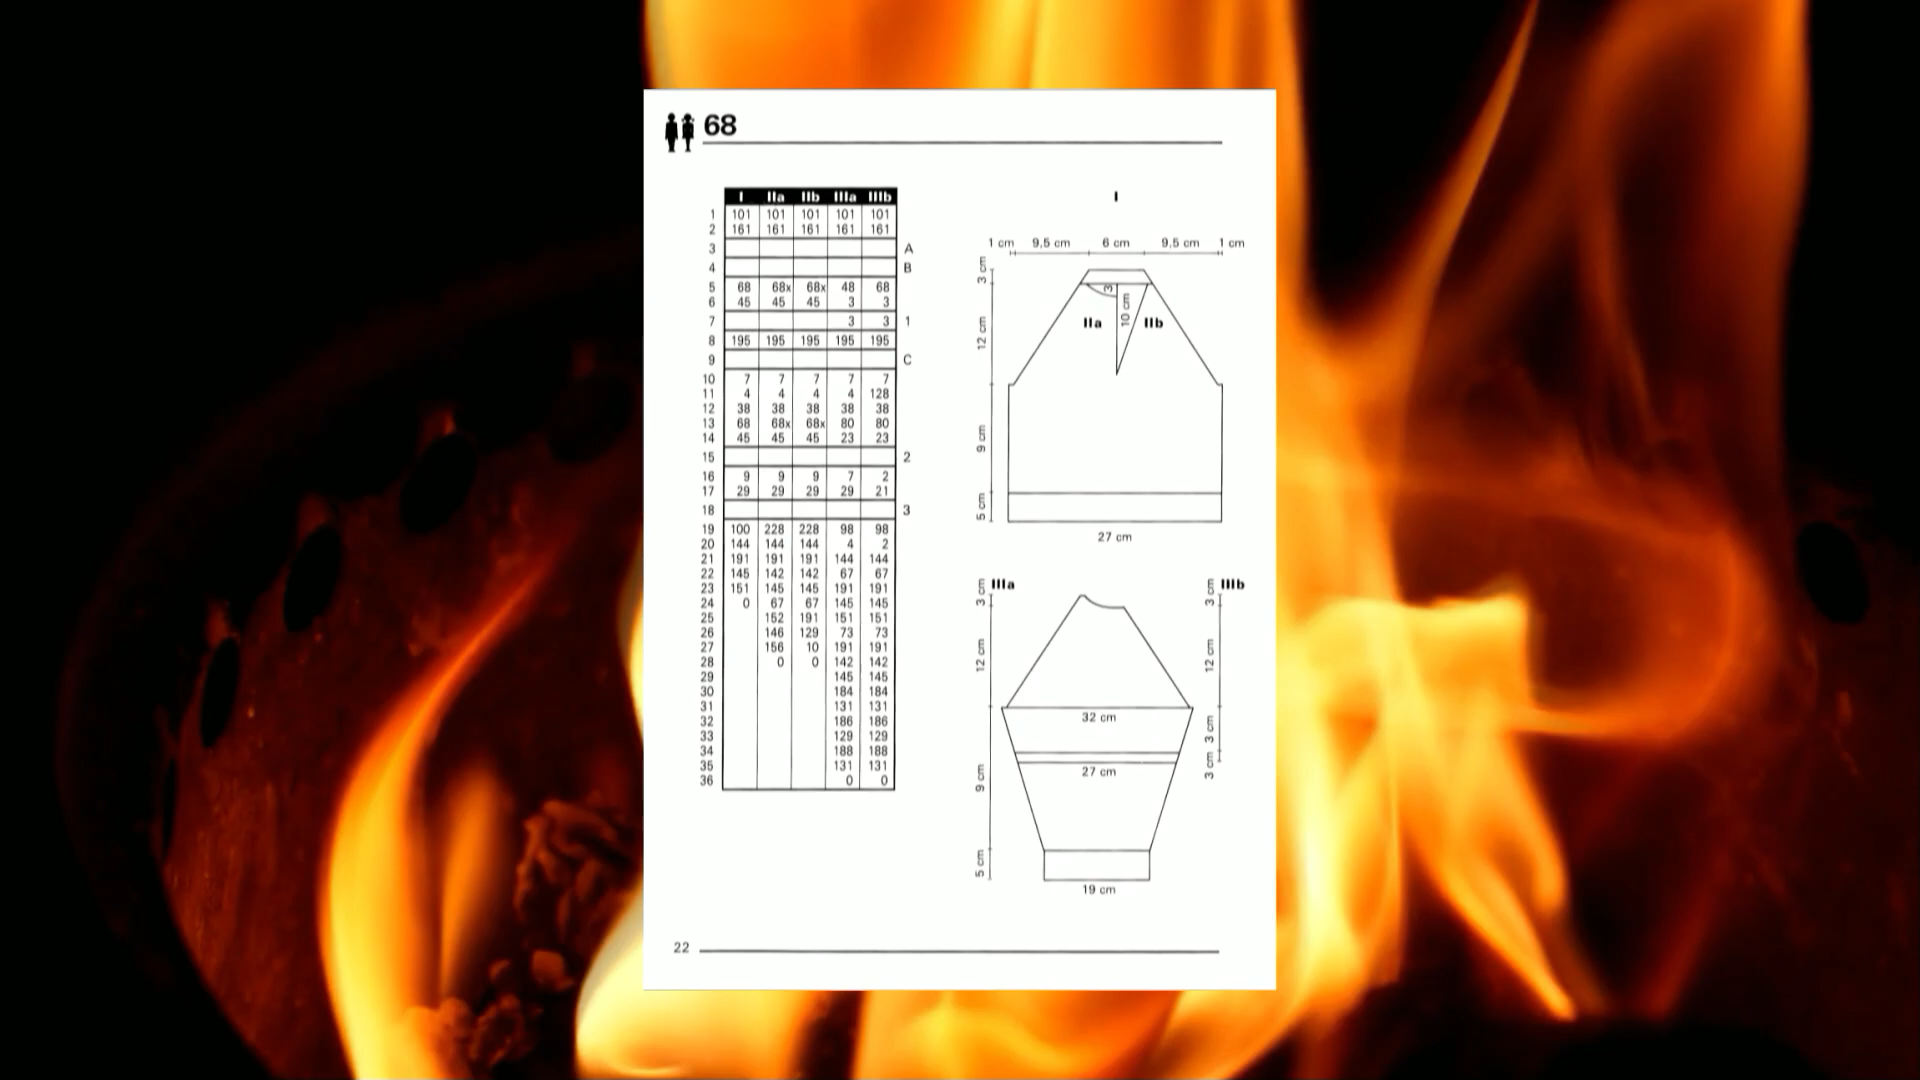 68
I IIa IIb IIIa IIIb
1 101 101 101 101 101
2 161 161 161 161 161
3 A
4 B
5 68 68x 68x 48 68
6 45 45 45 3 3
7 3 3 1
8 195 195 195 195 195
9 C
10 7 7 7 7 7
11 4 4 4 4 128
12 38 38 38 38 38
13 68 68x 68x 80 80
14 45 45 45 23 23
15 2
16 9 9 9 7 2
17 29 29 29 29 21
18 3
19 100 228 228 98 98
20 144 144 144 4 2
21 191 191 191 144 144
22 145 142 142 67 67
23 151 145 145 191 191
24 0 67 67 145 145
25 152 191 151 151
26 146 129 73 73
27 156 10 191 191
28 0 0 142 142
29 145 145
30 184 184
31 131 131
32 186 186
33 129 129
34 188 188
35 131 131
36 0 0
I
1 cm 9,5 cm 6 cm 9,5 cm 1 cm
3 cm
12 cm
9 cm
5 cm
3
10 cm
IIa IIb
27 cm
IIIa IIIb
3 cm
12 cm
9 cm
5 cm
3 cm
12 cm
3 cm
3 cm
32 cm
27 cm
19 cm
22